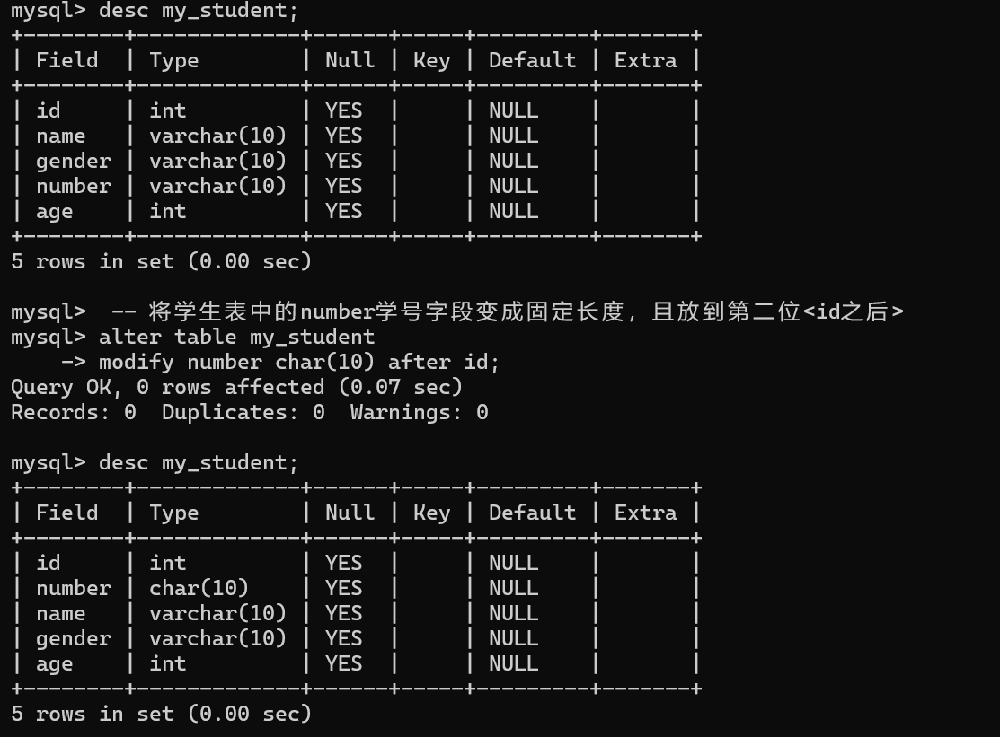 mysql> desc my_student;
+--------+-------------+------+-----+---------+-------+
| Field  | Type        | Null | Key | Default | Extra |
+--------+-------------+------+-----+---------+-------+
| id     | int         | YES  |     | NULL    |       |
| name   | varchar(10) | YES  |     | NULL    |       |
| gender | varchar(10) | YES  |     | NULL    |       |
| number | varchar(10) | YES  |     | NULL    |       |
| age    | int         | YES  |     | NULL    |       |
+--------+-------------+------+-----+---------+-------+
5 rows in set (0.00 sec)

mysql>  -- 将学生表中的number学号字段变成固定长度，且放到第二位<id之后>
mysql> alter table my_student
    -> modify number char(10) after id;
Query OK, 0 rows affected (0.07 sec)
Records: 0  Duplicates: 0  Warnings: 0

mysql> desc my_student;
+--------+-------------+------+-----+---------+-------+
| Field  | Type        | Null | Key | Default | Extra |
+--------+-------------+------+-----+---------+-------+
| id     | int         | YES  |     | NULL    |       |
| number | char(10)    | YES  |     | NULL    |       |
| name   | varchar(10) | YES  |     | NULL    |       |
| gender | varchar(10) | YES  |     | NULL    |       |
| age    | int         | YES  |     | NULL    |       |
+--------+-------------+------+-----+---------+-------+
5 rows in set (0.00 sec)